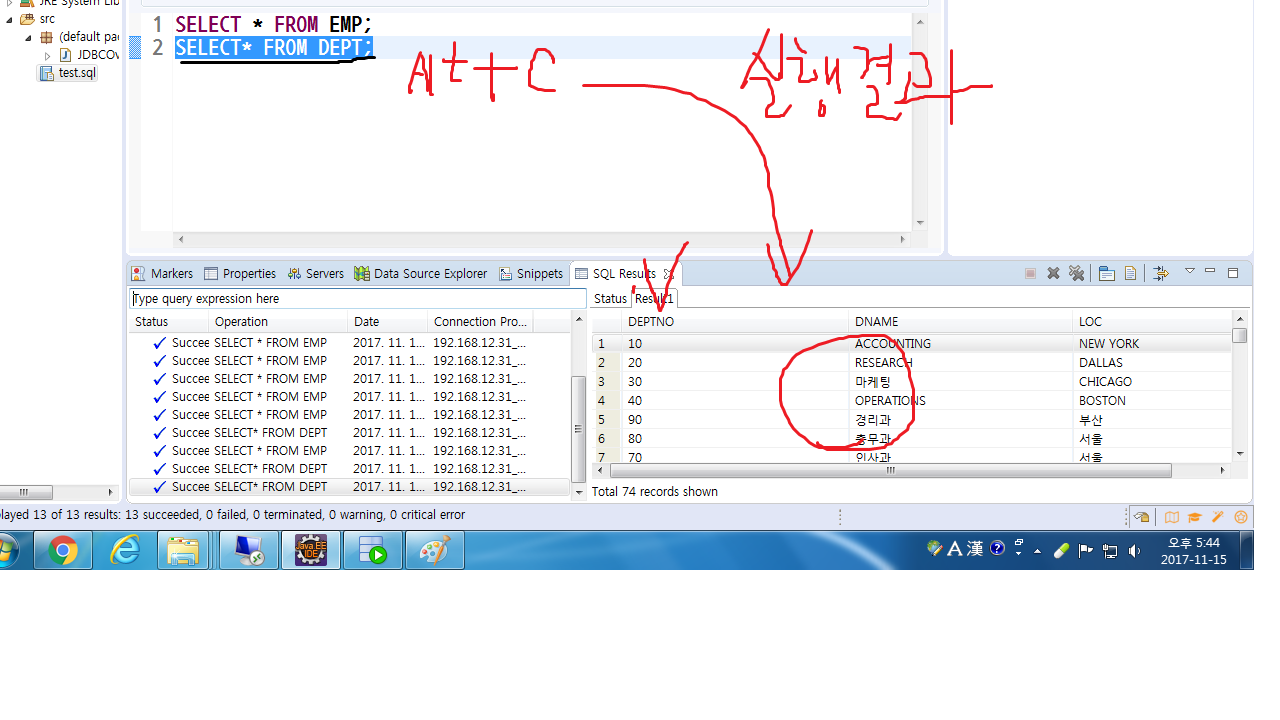 JRE System Lib
src
(default pa
JDBCOv
test.sql
1 SELECT * FROM EMP;
2 SELECT* FROM DEPT;
Alt+C 실행결과
Markers Properties Servers Data Source Explorer Snippets SQL Results
Type query expression here
Status Result1
Status Operation Date Connection Pro...
DEPTNO DNAME LOC
Succee SELECT * FROM EMP 2017. 11. 1... 192.168.12.31_...
Succee SELECT * FROM EMP 2017. 11. 1... 192.168.12.31_...
Succee SELECT * FROM EMP 2017. 11. 1... 192.168.12.31_...
Succee SELECT * FROM EMP 2017. 11. 1... 192.168.12.31_...
Succee SELECT * FROM EMP 2017. 11. 1... 192.168.12.31_...
Succee SELECT* FROM DEPT 2017. 11. 1... 192.168.12.31_...
Succee SELECT * FROM EMP 2017. 11. 1... 192.168.12.31_...
Succee SELECT* FROM DEPT 2017. 11. 1... 192.168.12.31_...
Succee SELECT* FROM DEPT 2017. 11. 1... 192.168.12.31_...
1 10 ACCOUNTING NEW YORK
2 20 RESEARCH DALLAS
3 30 마케팅 CHICAGO
4 40 OPERATIONS BOSTON
5 90 경리과 부산
6 80 총무과 서울
7 70 인사과 서울
Total 74 records shown
layed 13 of 13 results: 13 succeeded, 0 failed, 0 terminated, 0 warning, 0 critical error
Java EE
IDE
A 漢
오후 5:44
2017-11-15